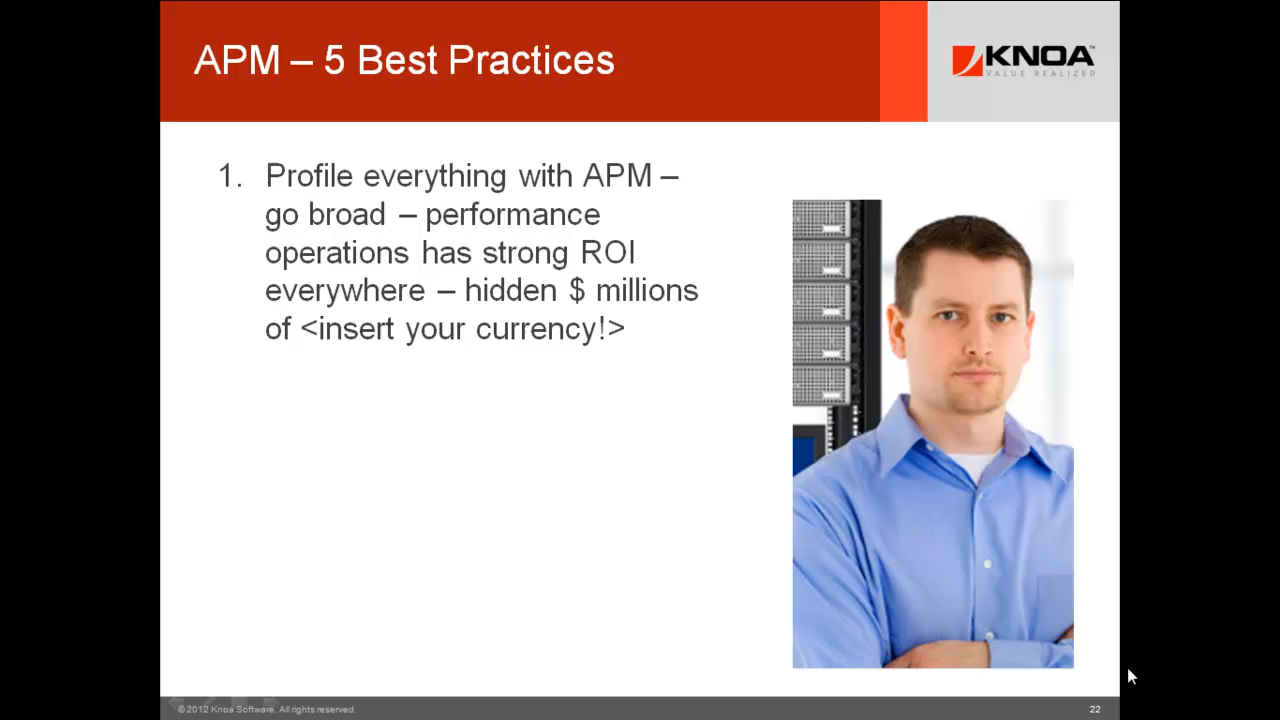 APM – 5 Best Practices
KNOA™
VALUE REALIZED
1. Profile everything with APM –
go broad – performance
operations has strong ROI
everywhere – hidden $ millions
of <insert your currency!>
©2012 Knoa Software. All rights reserved.
22